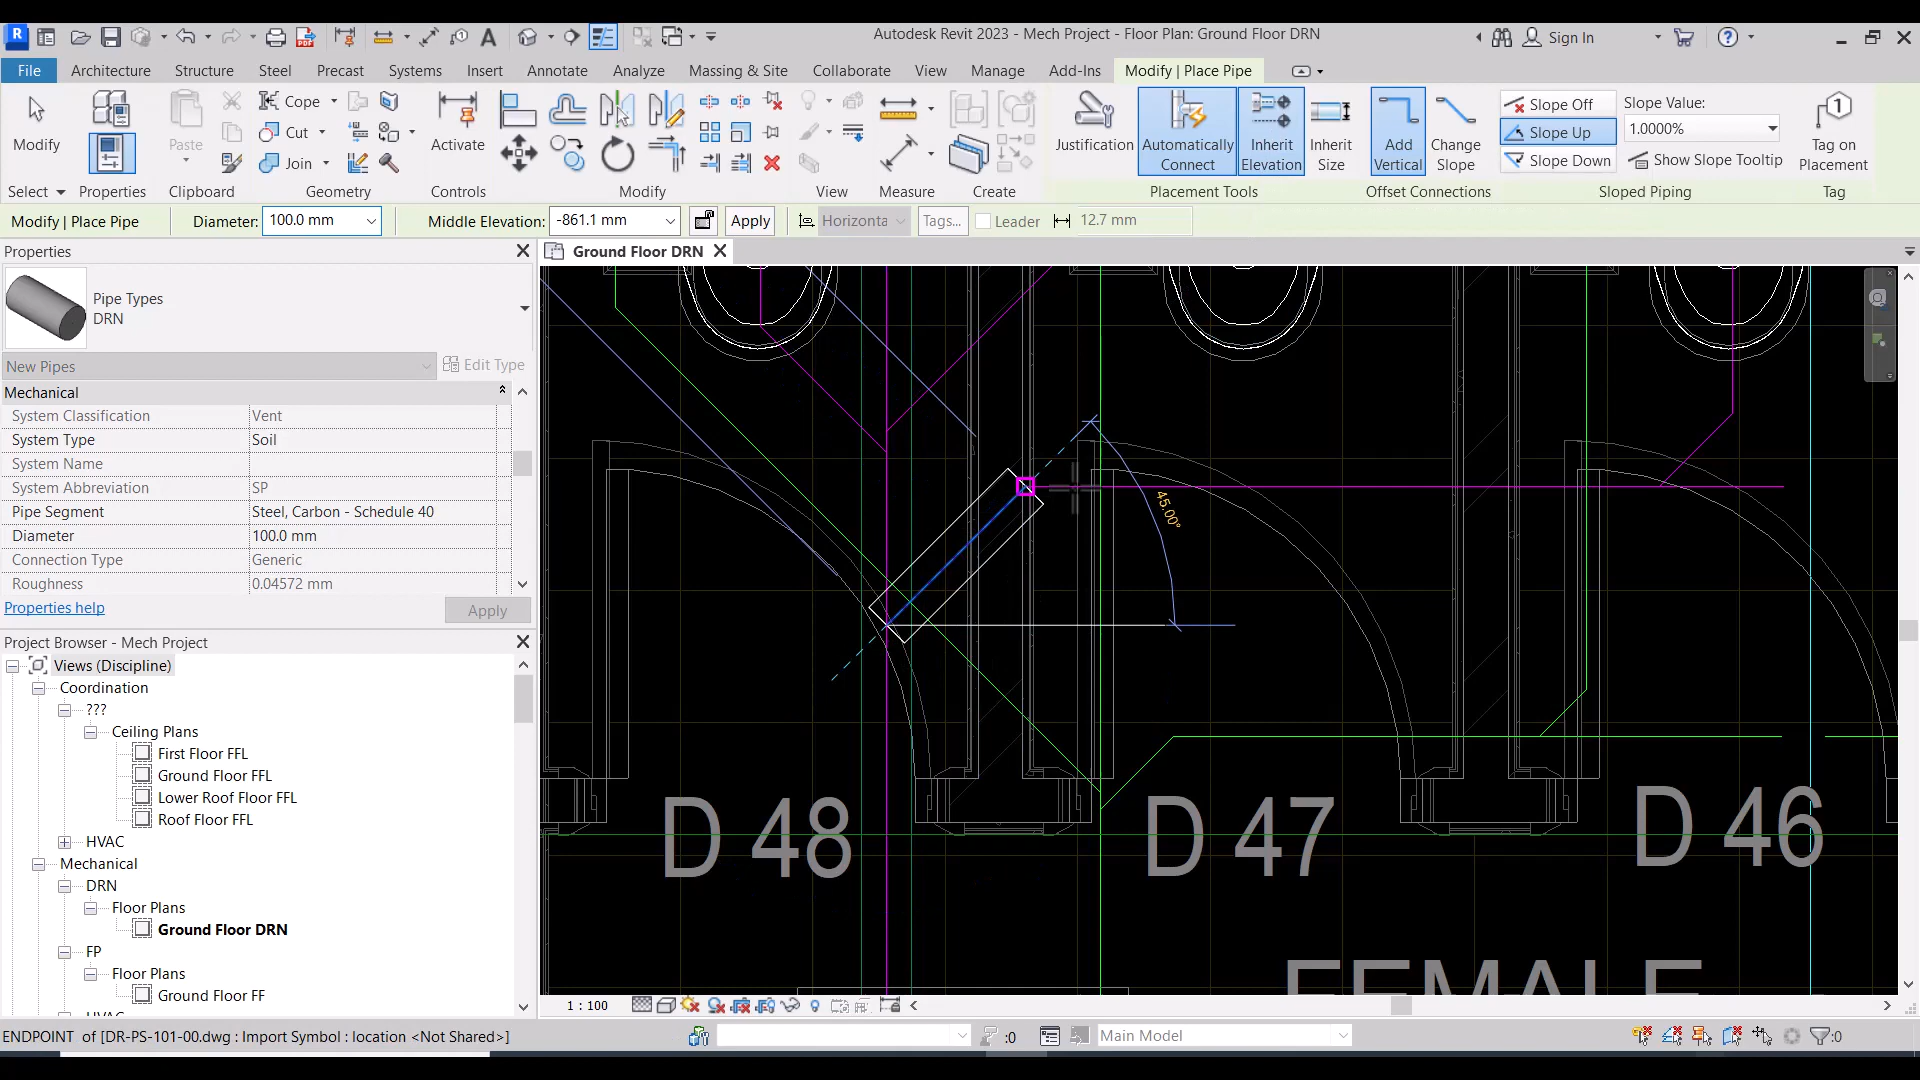 R
Autodesk Revit 2023 - Mech Project - Floor Plan: Ground Floor DRN
Sign In
File
Architecture
Structure
Steel
Precast
Systems
Insert
Annotate
Analyze
Massing & Site
Collaborate
View
Manage
Add-Ins
Modify | Place Pipe
Modify
Select
Properties
Paste
Clipboard
Cope
Cut
Join
Geometry
Activate
Controls
Modify
View
Measure
Create
Justification
Automatically
Connect
Inherit
Elevation
Inherit
Size
Placement Tools
Add
Vertical
Change
Slope
Offset Connections
Slope Off
Slope Up
Slope Down
Slope Value:
1.0000%
Show Slope Tooltip
Sloped Piping
Tag on
Placement
Tag
Modify | Place Pipe
Diameter:
100.0 mm
Middle Elevation:
-861.1 mm
Apply
Horizonta
Tags...
Leader
12.7 mm
Properties
Ground Floor DRN
Pipe Types
DRN
New Pipes
Edit Type
Mechanical
System Classification
Vent
System Type
Soil
System Name
System Abbreviation
SP
Pipe Segment
Steel, Carbon - Schedule 40
Diameter
100.0 mm
Connection Type
Generic
Roughness
0.04572 mm
Properties help
Apply
Project Browser - Mech Project
Views (Discipline)
Coordination
???
Ceiling Plans
First Floor FFL
Ground Floor FFL
Lower Roof Floor FFL
Roof Floor FFL
HVAC
Mechanical
DRN
Floor Plans
Ground Floor DRN
FP
Floor Plans
Ground Floor FF
45.00°
D 48
D 47
D 46
FEMALE
1 : 100
ENDPOINT of [DR-PS-101-00.dwg : Import Symbol : location <Not Shared>]
:0
Main Model
:0